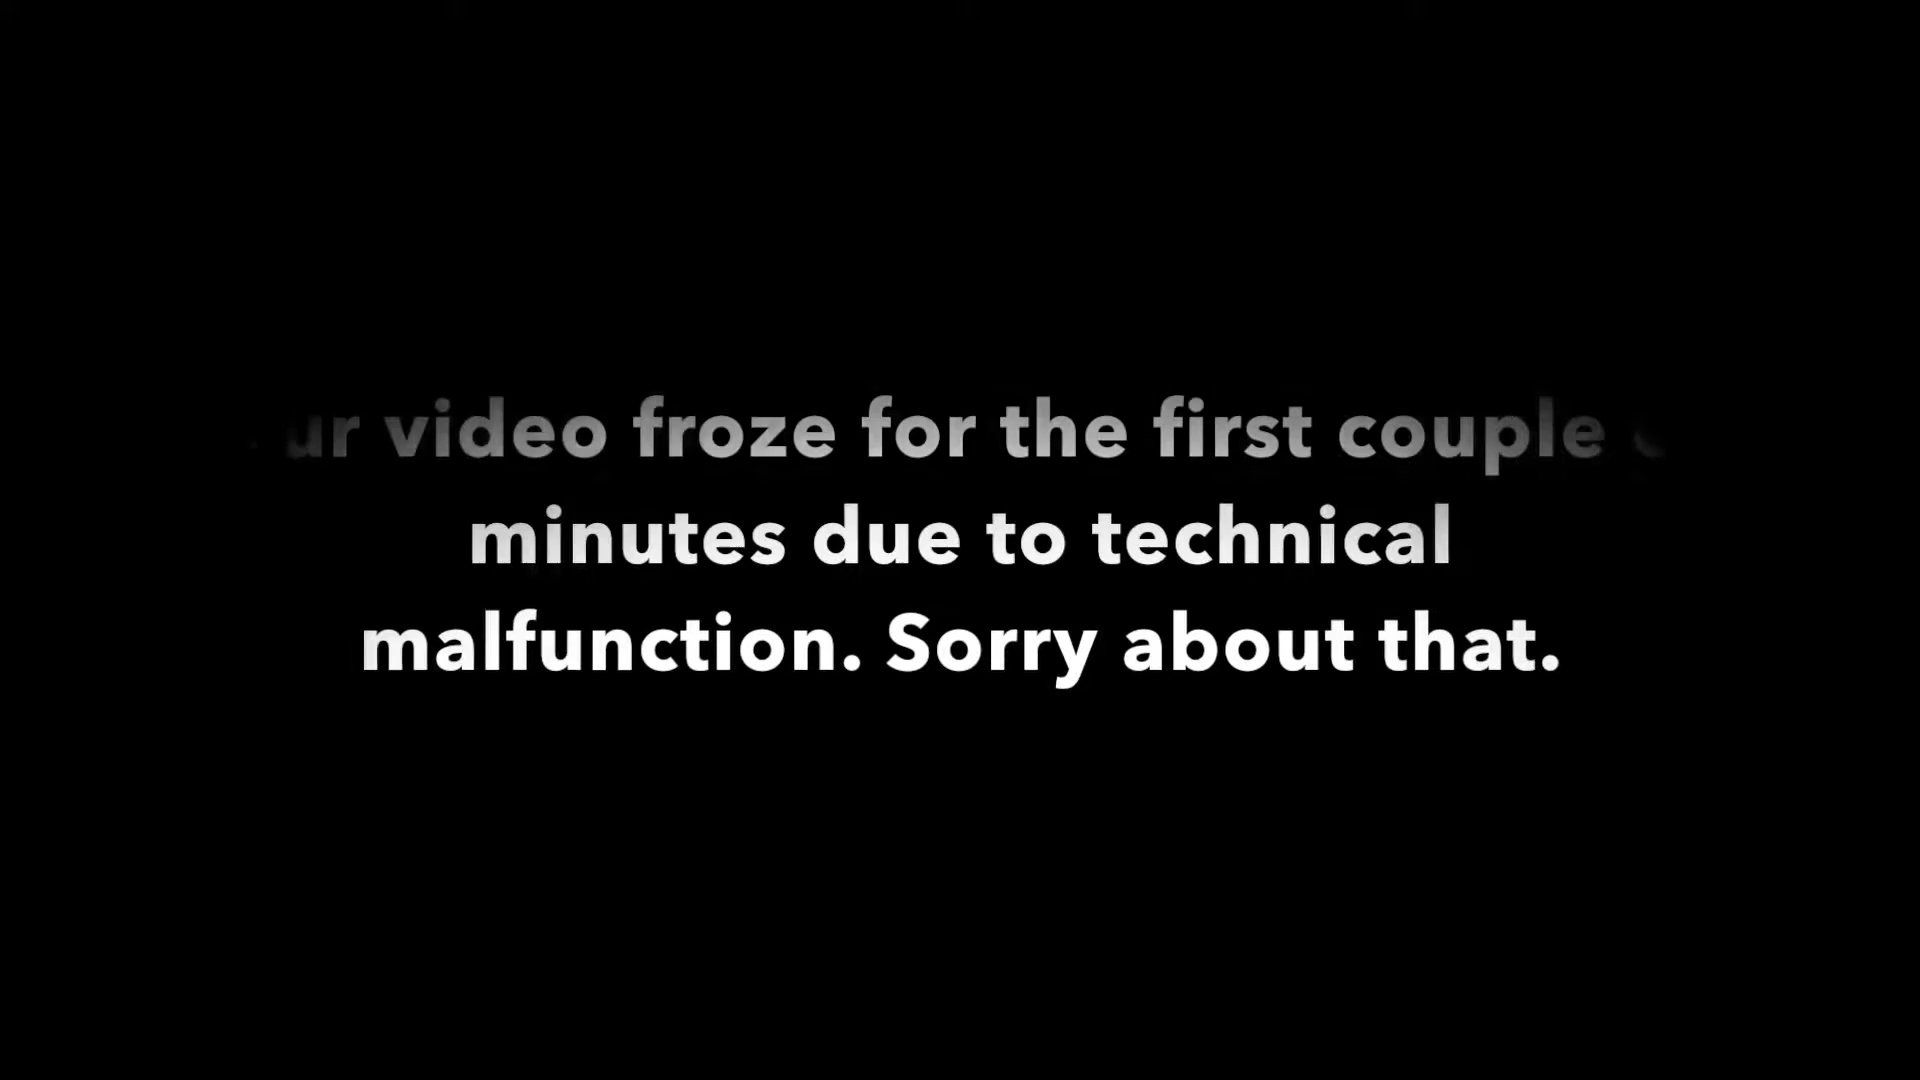 video froze for the first couple
minutes due to technical
malfunction. Sorry about that.